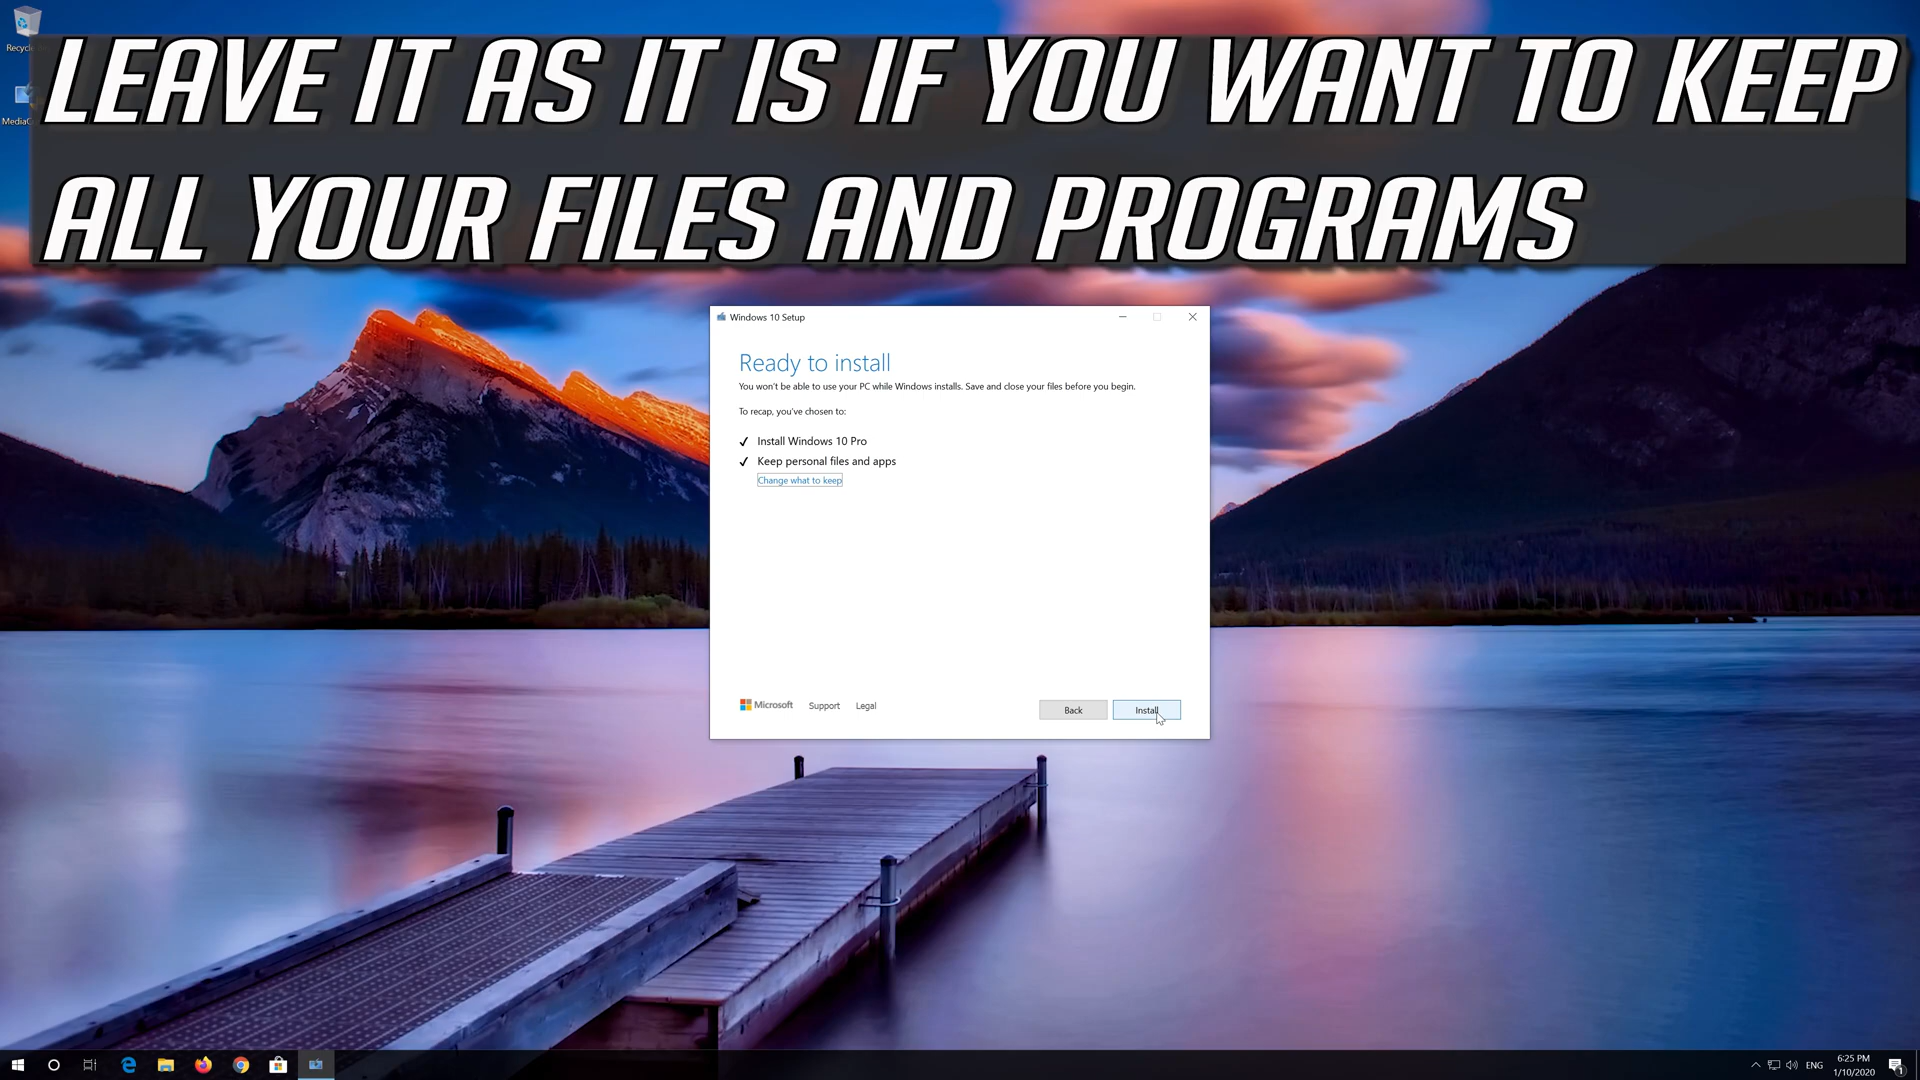 LEAVE IT AS IT IS IF YOU WANT TO KEEP
ALL YOUR FILES AND PROGRAMS
Windows 10 Setup
Ready to install
You won't be able to use your PC while Windows installs. Save and close your files before you begin.
To recap, you've chosen to:
Install Windows 10 Pro
Keep personal files and apps
Change what to keep
Microsoft Support Legal
Back Install
ENG
6:25 PM
1/10/2020
1